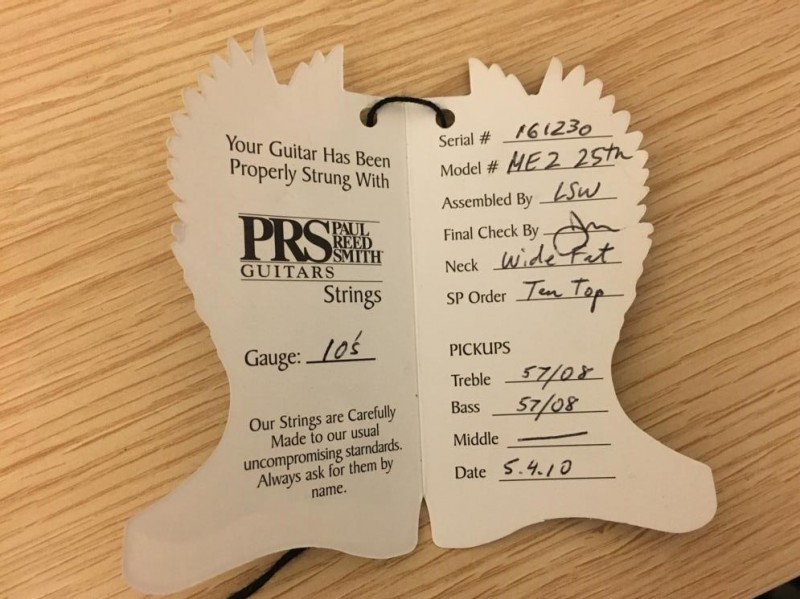 Your Guitar Has Been
Properly Strung With
PRS PAUL
REED
SMITH
GUITARS
Strings
Gauge: 10's
Our Strings are Carefully
Made to our usual
uncompromising starndards.
Always ask for them by
name.
Serial # 161230
Model # ME2 25th
Assembled By LSW
Final Check By
Neck Wide Fat
SP Order Ten Top
PICKUPS
Treble 57/08
Bass 57/08
Middle —
Date 5.4.10